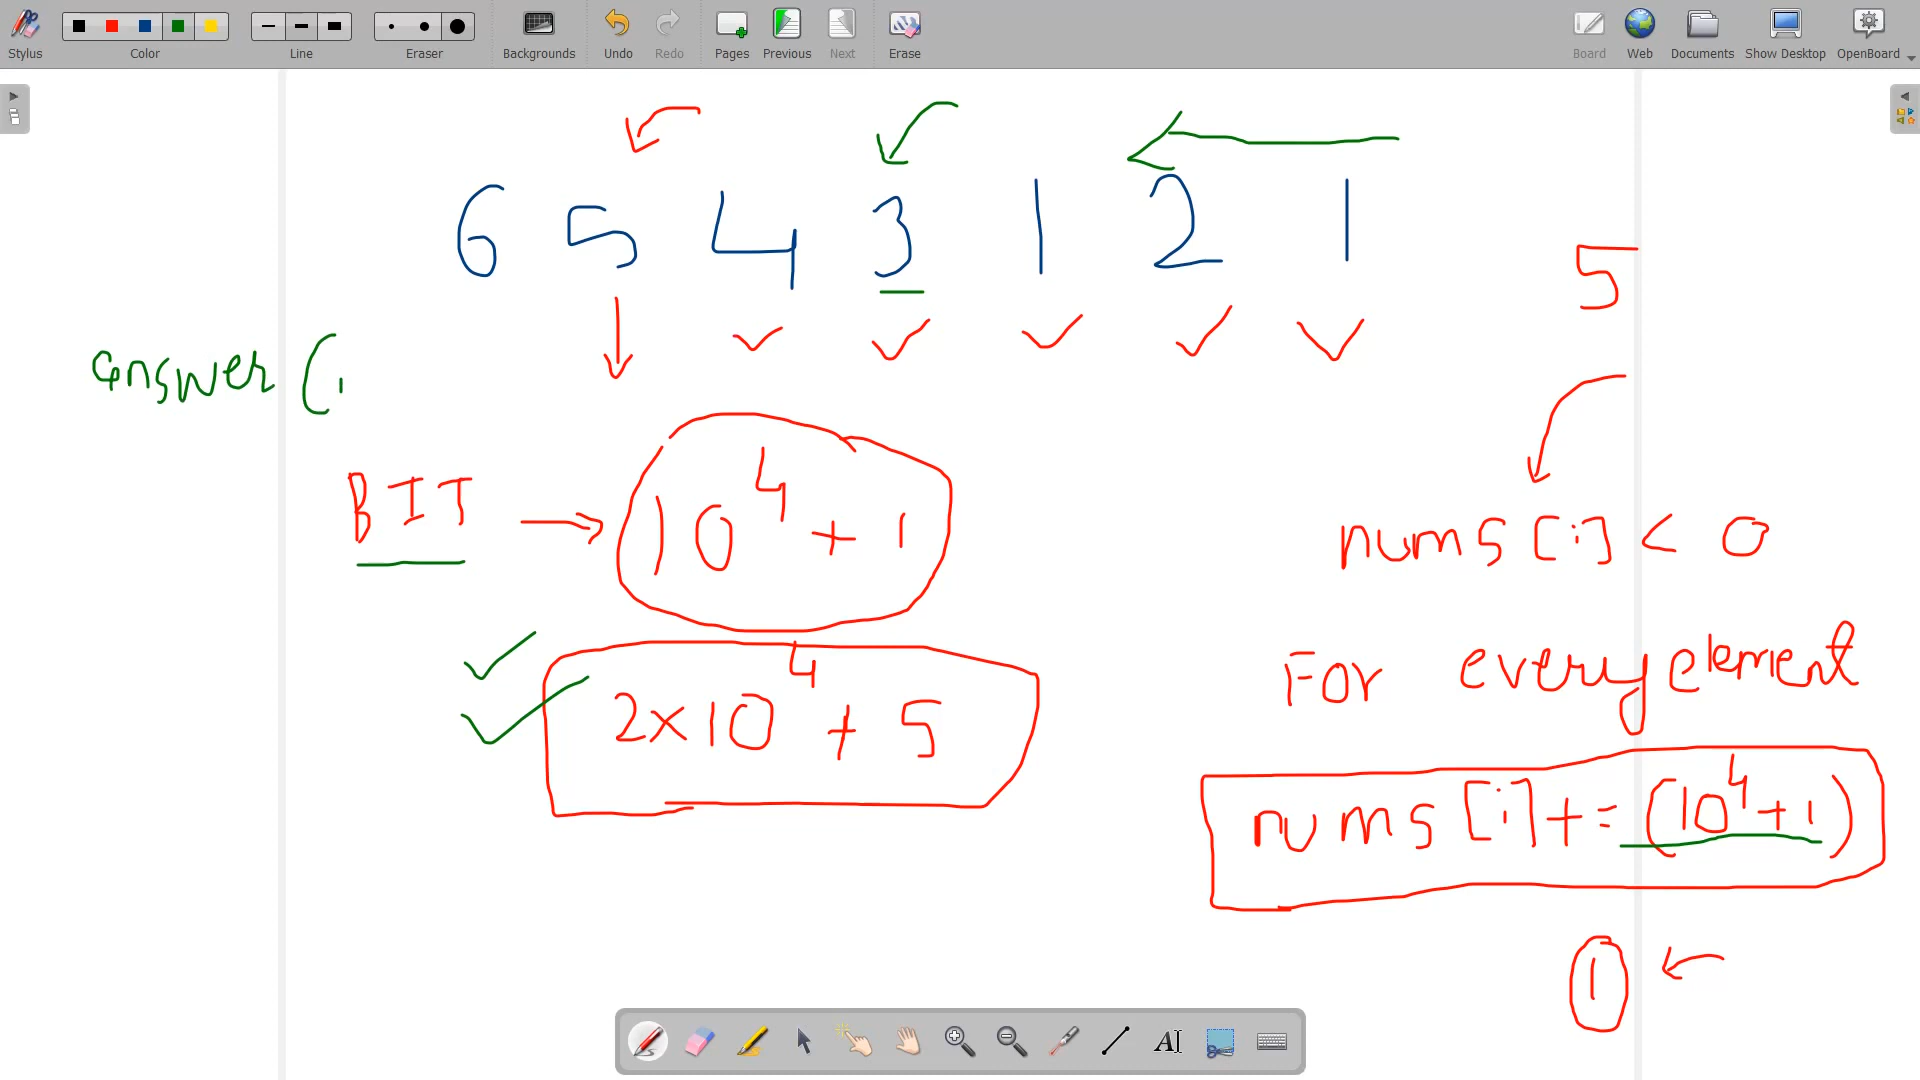 Stylus Color Line Eraser Backgrounds Undo Redo Pages Previous Next Erase Board Web Documents Show Desktop OpenBoard
6 5 4 3 1 2 1
5
answer (
BIT → 10^4 + 1
nums[i] < 0
For every element
2×10^4 + 5
nums[i] += (10^4+1)
1